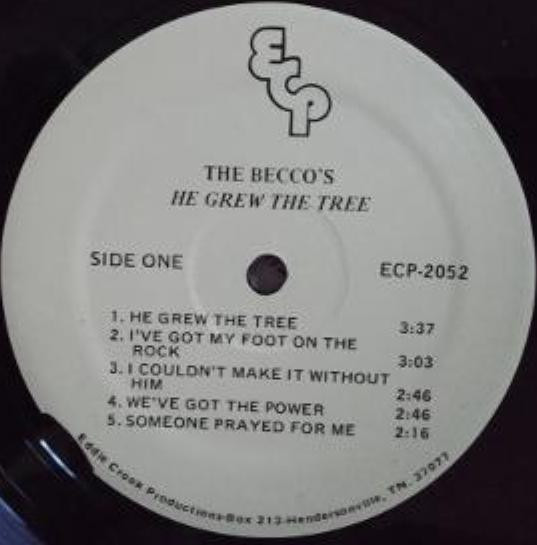 ECP
THE BECCO'S
HE GREW THE TREE
SIDE ONE
ECP-2052
1. HE GREW THE TREE 3:37
2. I'VE GOT MY FOOT ON THE
ROCK 3:03
3. I COULDN'T MAKE IT WITHOUT
HIM 2:46
4. WE'VE GOT THE POWER 2:46
5. SOMEONE PRAYED FOR ME 2:16
Eddie Crook Productions-Box 213-Hendersonville, TN. 37077